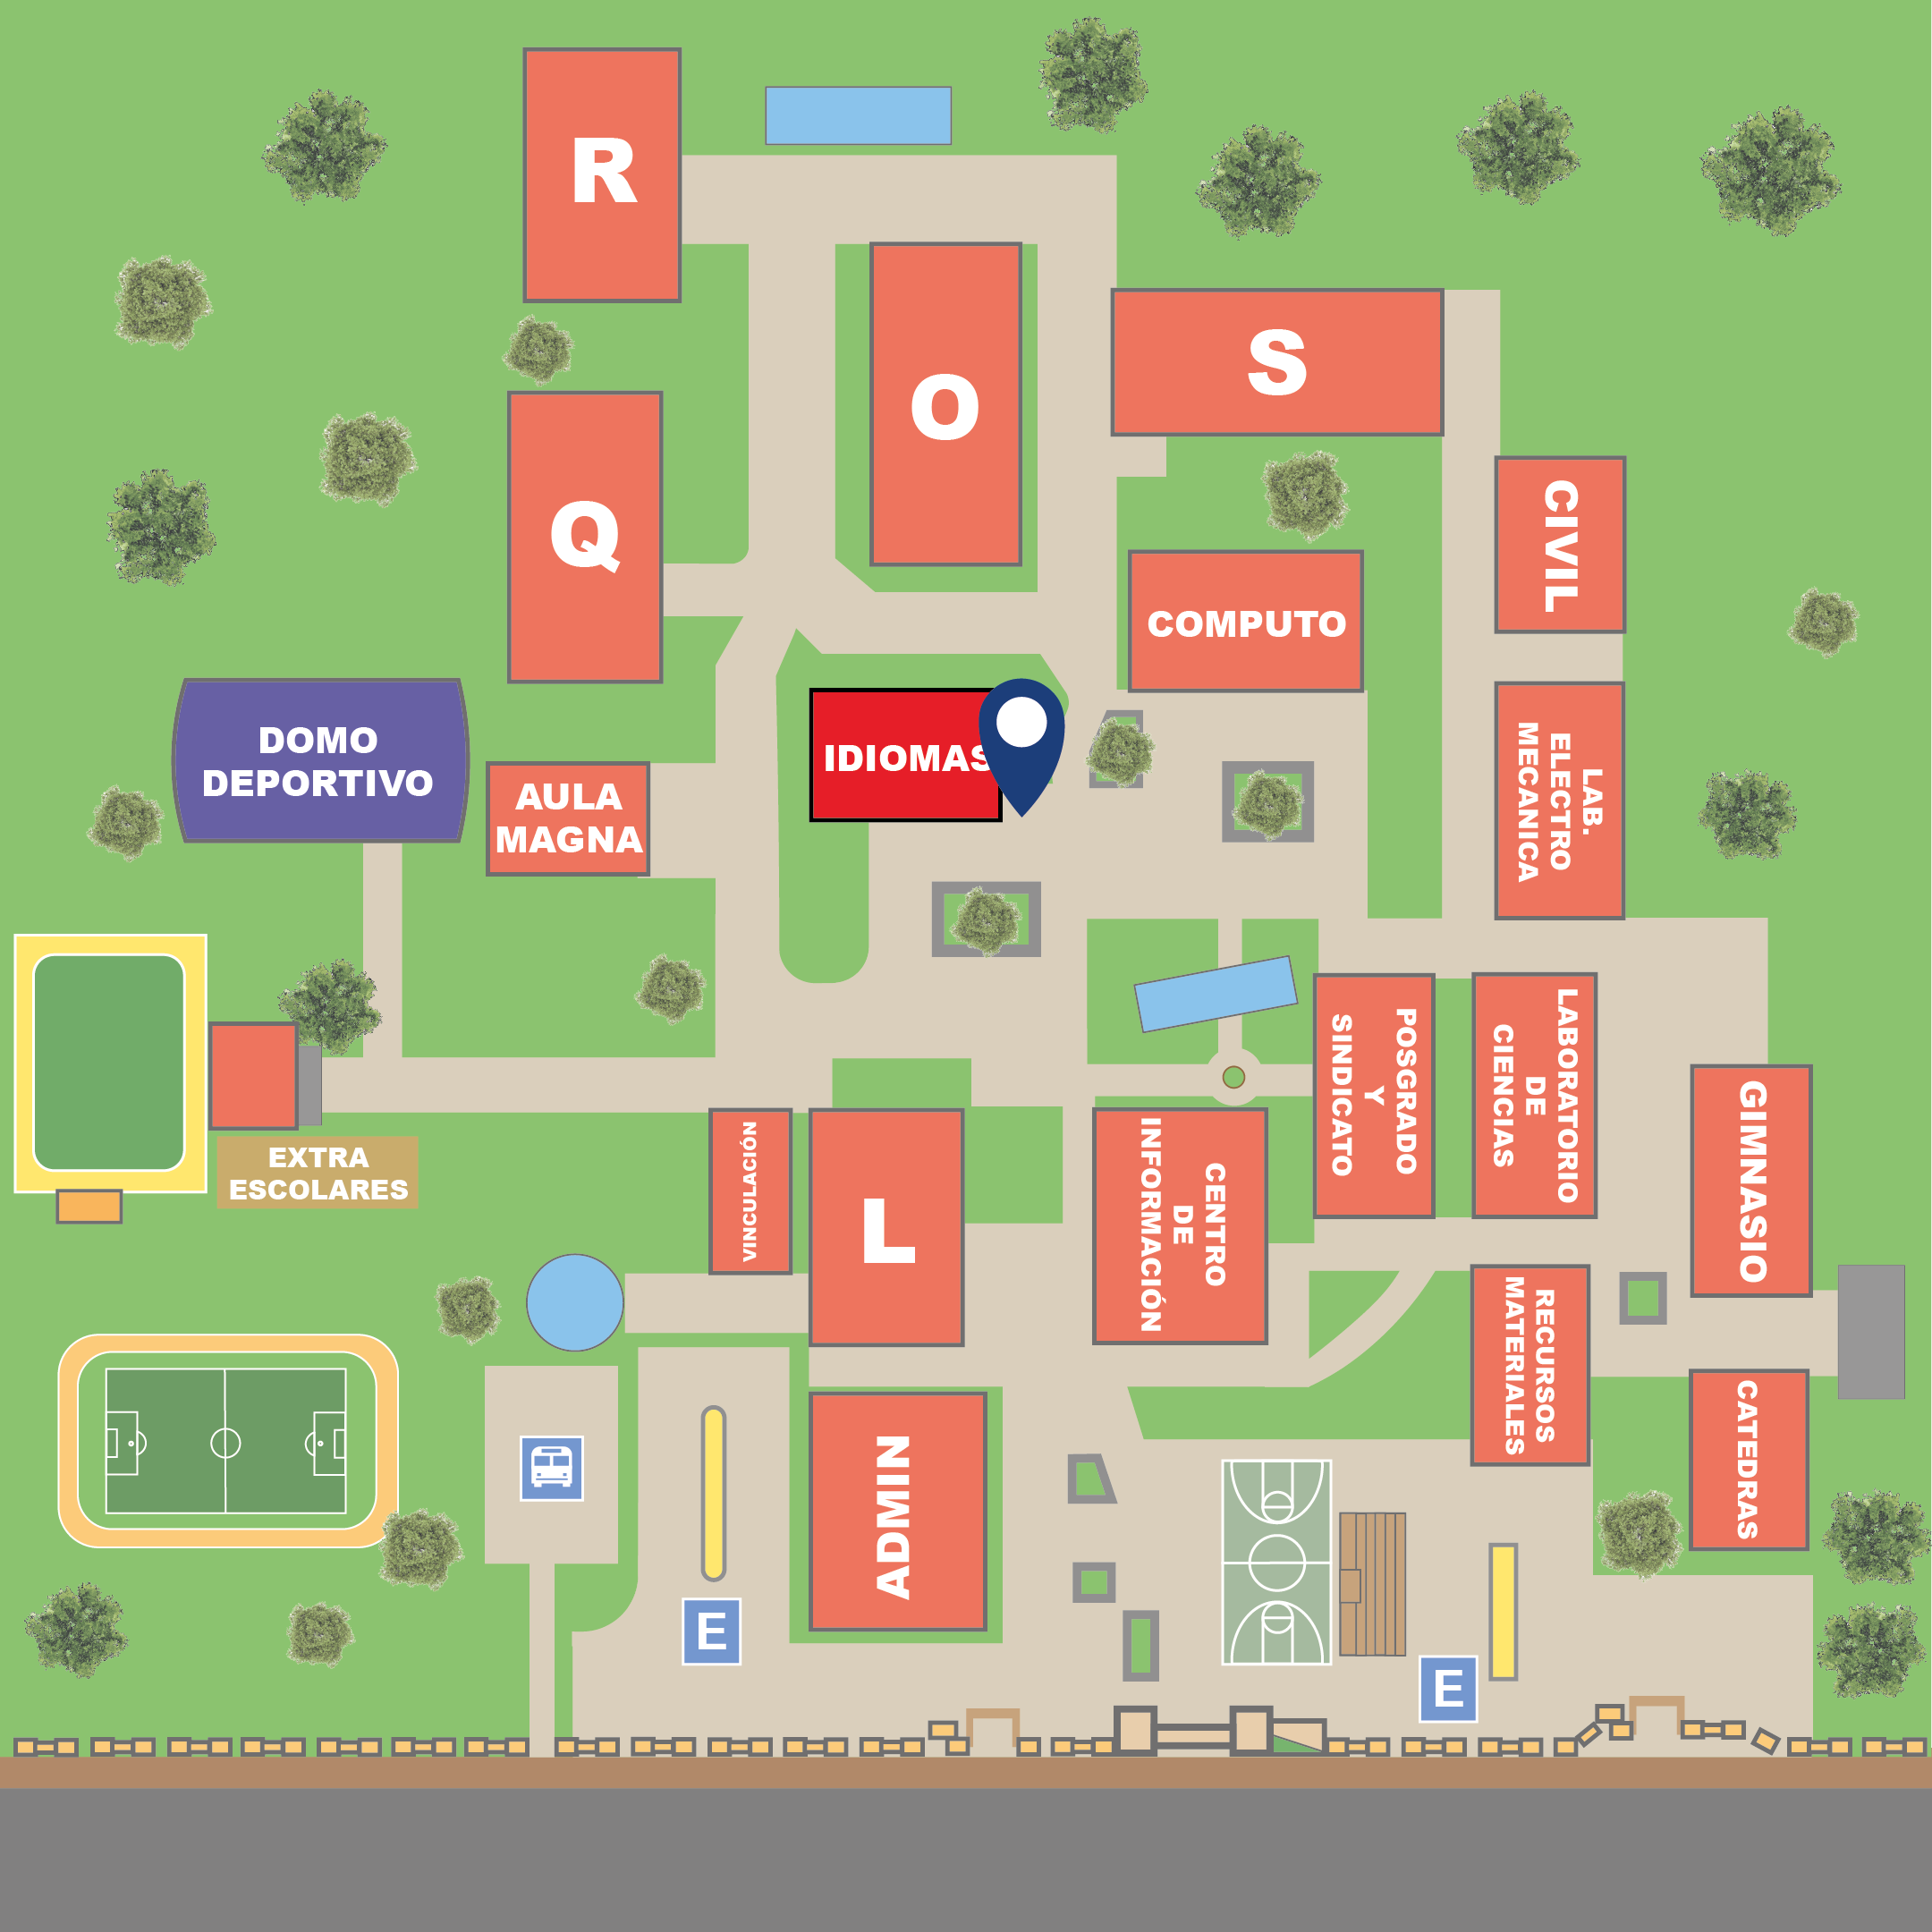 R
O
S
Q
CIVIL
COMPUTO
DOMO
DEPORTIVO
IDIOMAS
AULA
MAGNA
LAB.
ELECTRO
MECANICA
POSGRADO
Y
SINDICATO
LABORATORIO
DE
CIENCIAS
GIMNASIO
EXTRA
ESCOLARES
VINCULACIÓN
L
CENTRO
DE
INFORMACIÓN
RECURSOS
MATERIALES
CATEDRAS
ADMIN
E
E